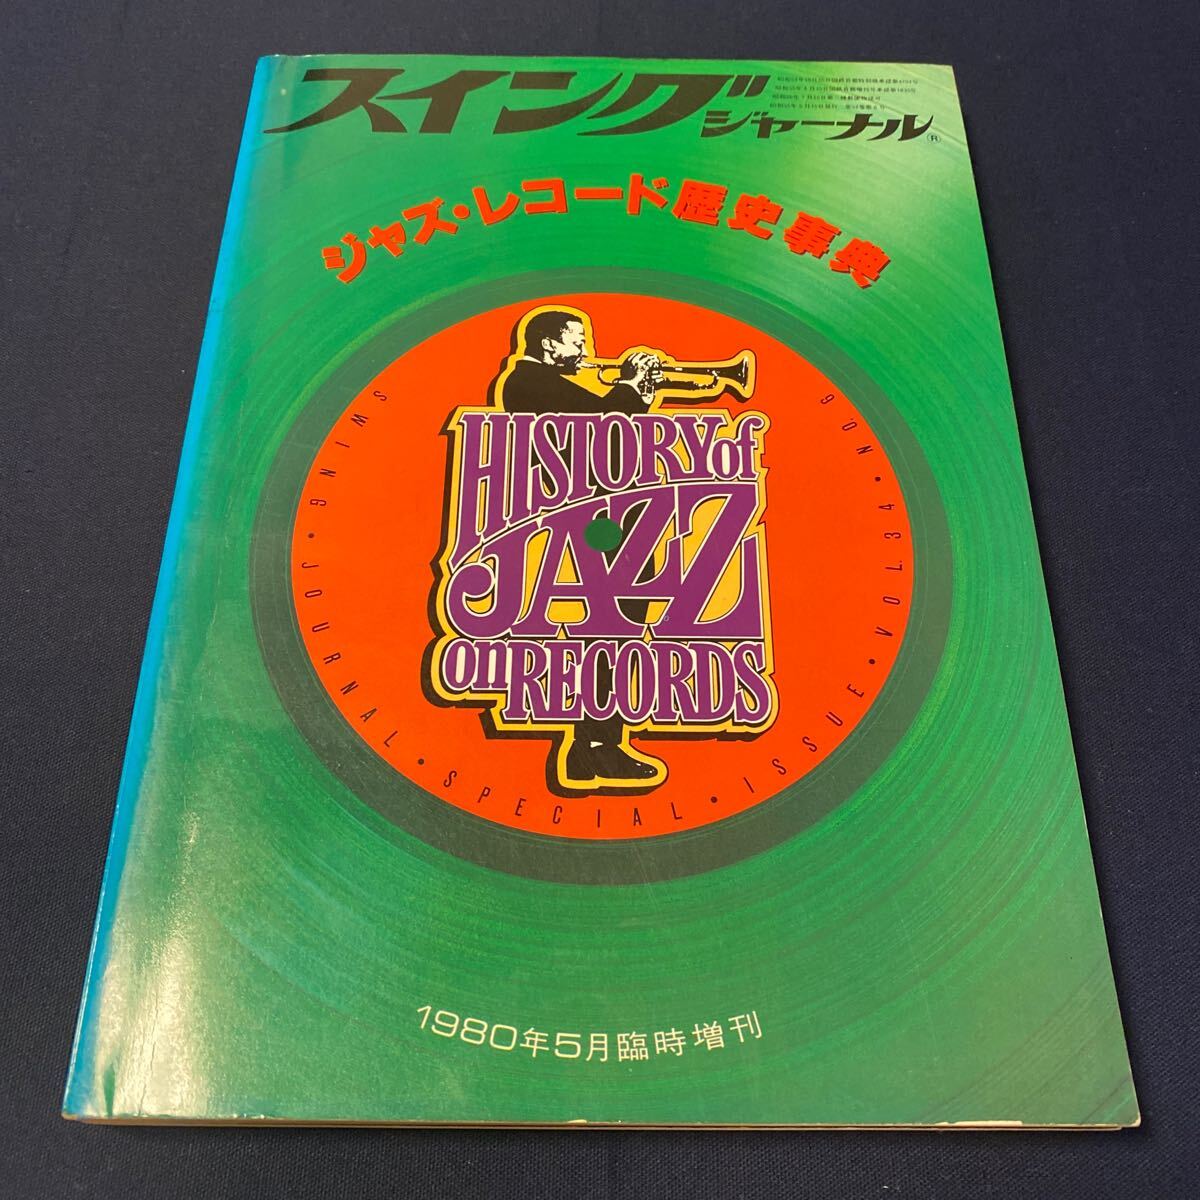 スイング
ジャーナル®
ジャズ・レコード歴史事典
HISTORY of
JAZZ
on RECORDS
SWING・JOURNAL・SPECIAL・ISSUE・VOL.34・NO.6
1980年5月臨時増刊